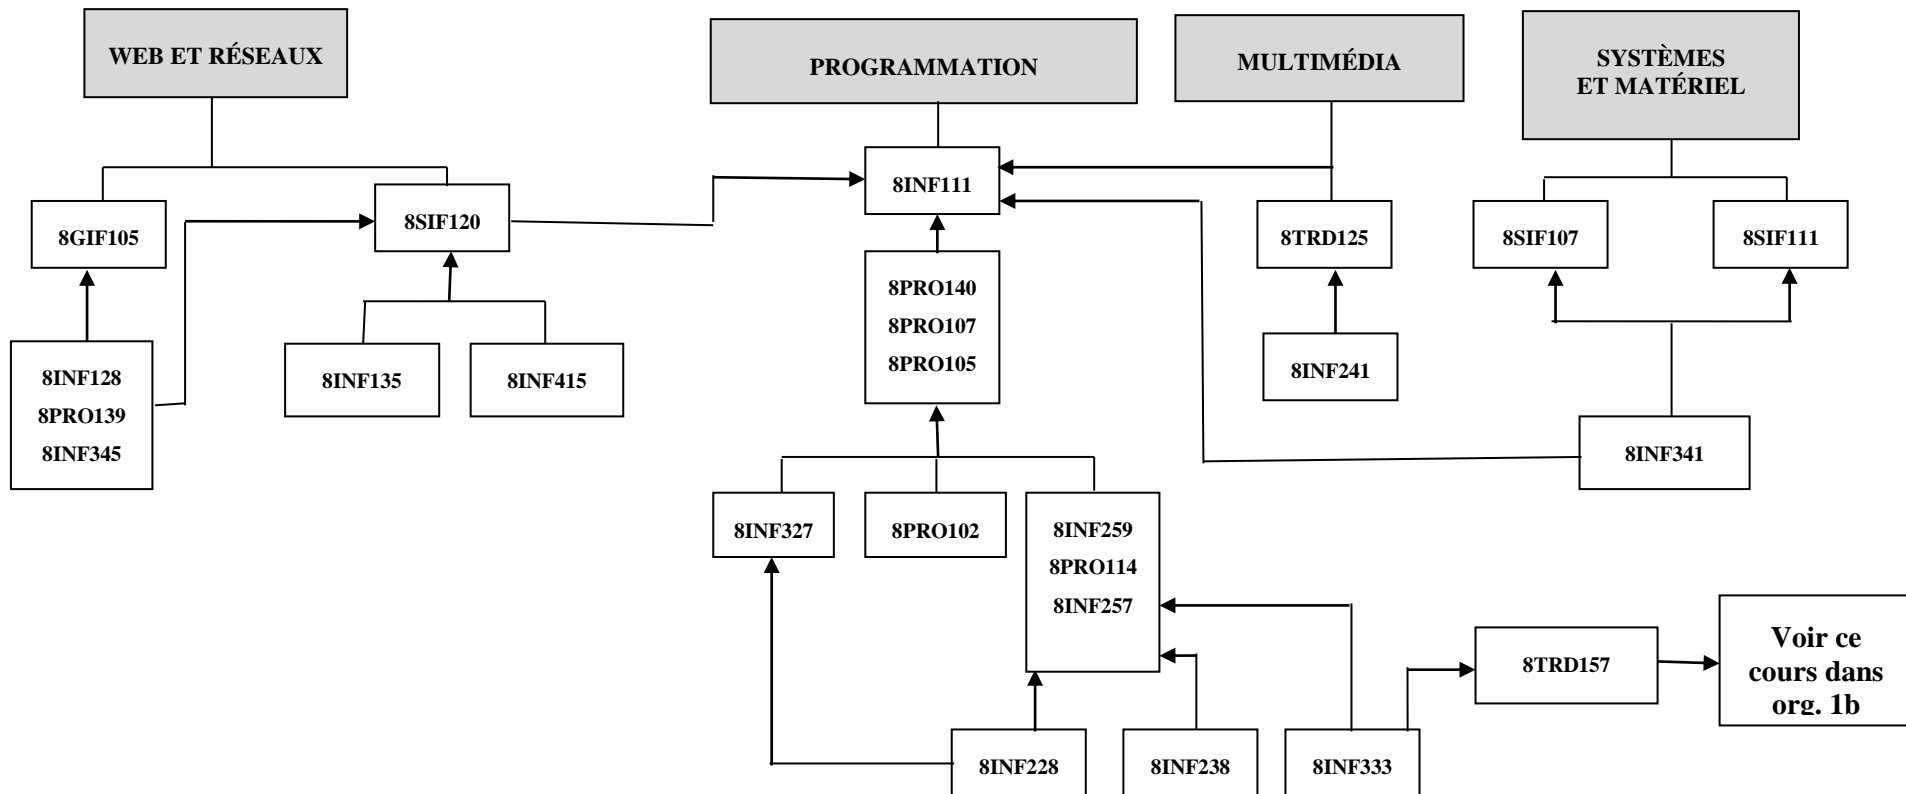 WEB ET RÉSEAUX
PROGRAMMATION
MULTIMÉDIA
SYSTÈMES
ET MATÉRIEL
8INF111
8GIF105
8SIF120
8TRD125
8SIF107
8SIF111
8PRO140
8PRO107
8PRO105
8INF128
8PRO139
8INF345
8INF135
8INF415
8INF241
8INF341
8INF327
8PRO102
8INF259
8PRO114
8INF257
8TRD157
Voir ce
cours dans
org. 1b
8INF228
8INF238
8INF333